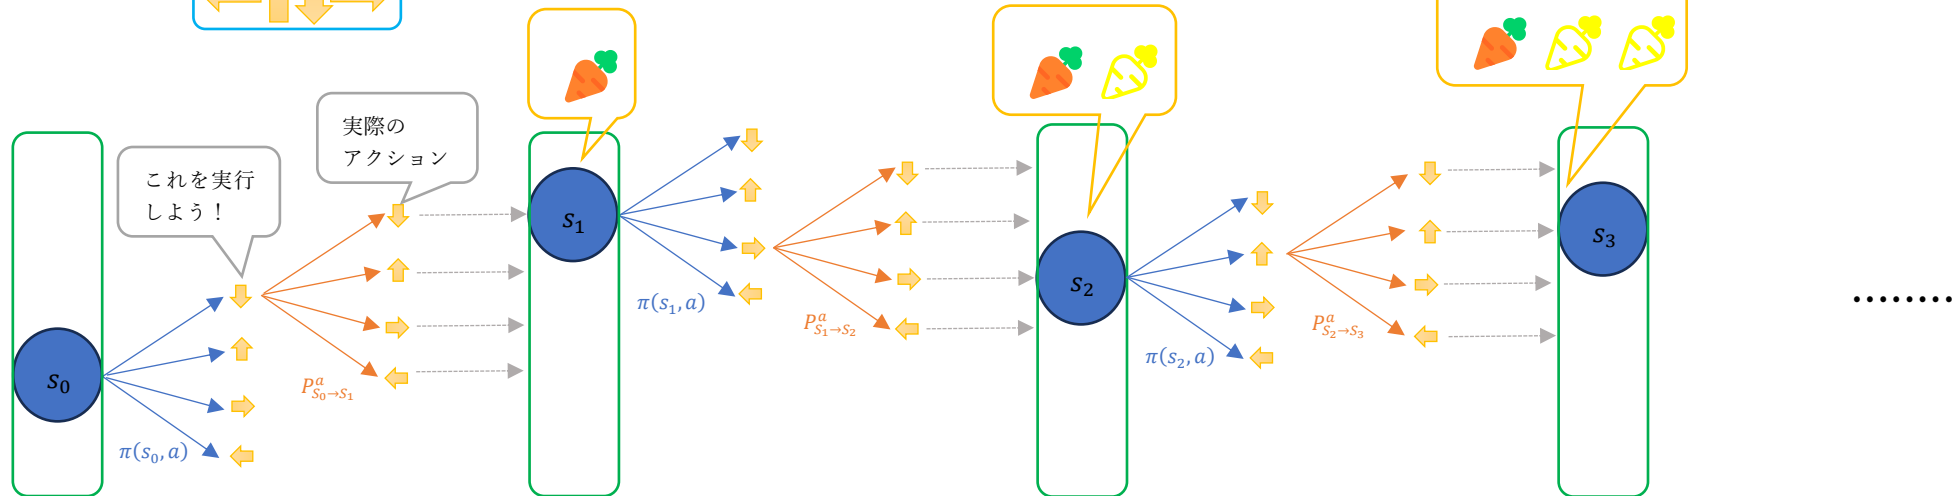 実際の
アクション
これを実行
しよう！
s₀
π(s₀, a)
P^a_{S₀→S₁}
s₁
π(s₁, a)
P^a_{S₁→S₂}
s₂
π(s₂, a)
P^a_{S₂→S₃}
s₃
………